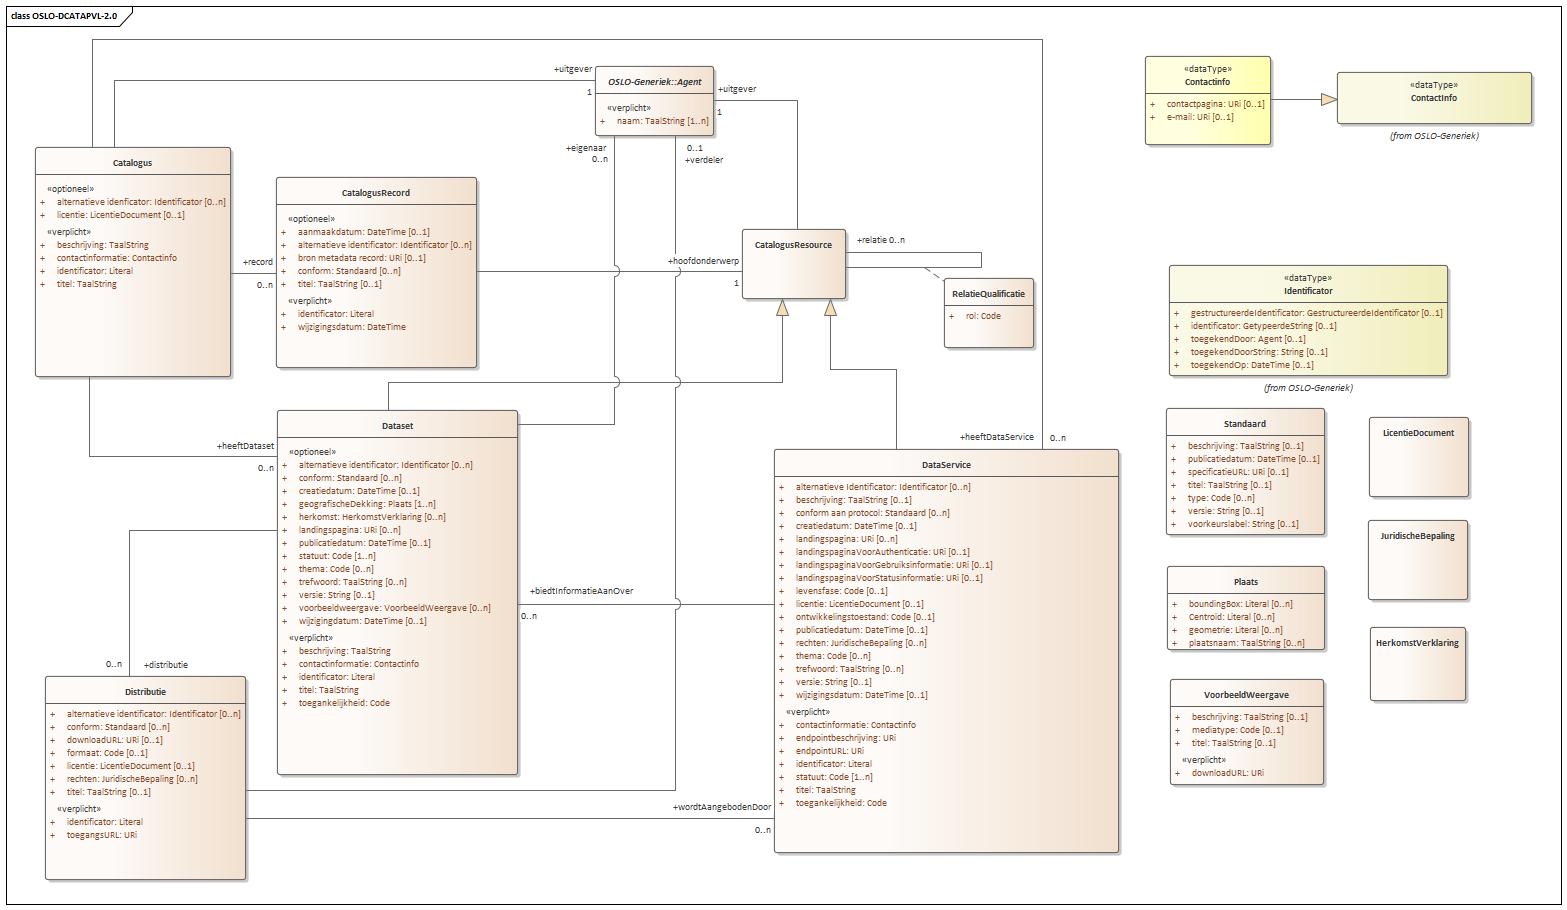 class OSLO-DCATAPVL-2.0
+uitgever
1
OSLO-Generiek::Agent
«verplicht»
+ naam: TaalString [1..n]
+uitgever
1
+eigenaar
0..n
0..1
+verdeler
«dataType»
Contactinfo
+ contactpagina: URi [0..1]
+ e-mail: URi [0..1]
«dataType»
ContactInfo
(from OSLO-Generiek)
Catalogus
«optioneel»
+ alternatieve idenficator: Identificator [0..n]
+ licentie: LicentieDocument [0..1]
«verplicht»
+ beschrijving: TaalString
+ contactinformatie: Contactinfo
+ identificator: Literal
+ titel: TaalString
+record
0..n
CatalogusRecord
«optioneel»
+ aanmaakdatum: DateTime [0..1]
+ alternatieve identificator: Identificator [0..n]
+ bron metadata record: URi [0..1]
+ conform: Standaard [0..n]
+ titel: TaalString [0..1]
«verplicht»
+ identificator: Literal
+ wijzigingsdatum: DateTime
+hoofdonderwerp
1
CatalogusResource
+relatie 0..n
RelatieQualificatie
+ rol: Code
«dataType»
Identificator
+ gestructureerdeIdentificator: GestructureerdeIdentificator [0..1]
+ identificator: GetypeerdeString [0..1]
+ toegekendDoor: Agent [0..1]
+ toegekendDoorString: String [0..1]
+ toegekendOp: DateTime [0..1]
(from OSLO-Generiek)
+heeftDataset
0..n
Dataset
«optioneel»
+ alternatieve identificator: Identificator [0..n]
+ conform: Standaard [0..n]
+ creatiedatum: DateTime [0..1]
+ geografischeDekking: Plaats [1..n]
+ herkomst: HerkomstVerklaring [0..n]
+ landingspagina: URi [0..n]
+ publicatiedatum: DateTime [0..1]
+ statuut: Code [1..n]
+ thema: Code [0..n]
+ trefwoord: TaalString [0..n]
+ versie: String [0..1]
+ voorbeeldweergave: VoorbeeldWeergave [0..n]
+ wijzigingdatum: DateTime [0..1]
«verplicht»
+ beschrijving: TaalString
+ contactinformatie: Contactinfo
+ identificator: Literal
+ titel: TaalString
+ toegankelijkheid: Code
+biedtInformatieAanOver
0..n
+heeftDataService
0..n
DataService
+ alternatieve Identificator: Identificator [0..n]
+ beschrijving: TaalString [0..1]
+ conform aan protocol: Standaard [0..n]
+ creatiedatum: DateTime [0..1]
+ landingspagina: URi [0..n]
+ landingspaginaVoorAuthenticatie: URi [0..1]
+ landingspaginaVoorGebruiksinformatie: URi [0..1]
+ landingspaginaVoorStatusinformatie: URi [0..1]
+ levensfase: Code [0..1]
+ licentie: LicentieDocument [0..1]
+ ontwikkelingstoestand: Code [0..1]
+ publicatiedatum: DateTime [0..1]
+ rechten: JuridischeBepaling [0..n]
+ thema: Code [0..n]
+ trefwoord: TaalString [0..n]
+ versie: String [0..1]
+ wijzigingsdatum: DateTime [0..1]
«verplicht»
+ contactinformatie: Contactinfo
+ endpointbeschrijving: URi
+ endpointURL: URi
+ identificator: Literal
+ statuut: Code [1..n]
+ titel: TaalString
+ toegankelijkheid: Code
Standaard
+ beschrijving: TaalString [0..1]
+ publicatiedatum: DateTime [0..1]
+ specificatieURL: URi [0..1]
+ titel: TaalString [0..1]
+ type: Code [0..n]
+ versie: String [0..1]
+ voorkeurslabel: String [0..1]
LicentieDocument
JuridischeBepaling
Plaats
+ boundingBox: Literal [0..n]
+ Centroid: Literal [0..n]
+ geometrie: Literal [0..n]
+ plaatsnaam: TaalString [0..n]
HerkomstVerklaring
VoorbeeldWeergave
+ beschrijving: TaalString [0..1]
+ mediatype: Code [0..1]
+ titel: TaalString [0..1]
«verplicht»
+ downloadURL: URi
0..n
+distributie
Distributie
+ alternatieve identificator: Identificator [0..n]
+ conform: Standaard [0..n]
+ downloadURL: URi [0..1]
+ formaat: Code [0..1]
+ licentie: LicentieDocument [0..1]
+ rechten: JuridischeBepaling [0..n]
+ titel: TaalString [0..1]
«verplicht»
+ identificator: Literal
+ toegangsURL: URi
+wordtAangebodenDoor
0..n